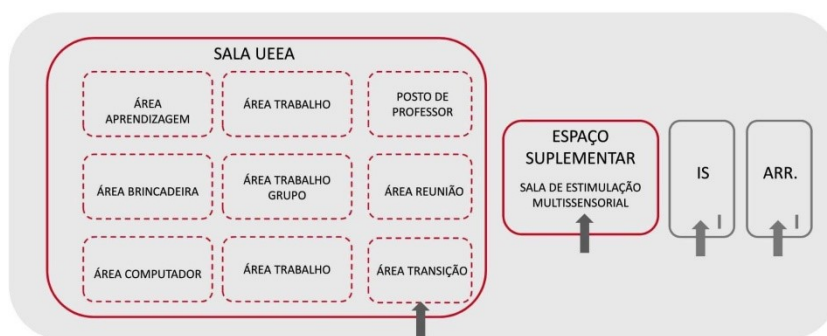 SALA UEEA
ÁREA
APRENDIZAGEM
ÁREA TRABALHO
POSTO DE
PROFESSOR
ÁREA BRINCADEIRA
ÁREA TRABALHO
GRUPO
ÁREA REUNIÃO
ÁREA COMPUTADOR
ÁREA TRABALHO
ÁREA TRANSIÇÃO
ESPAÇO
SUPLEMENTAR
SALA DE ESTIMULAÇÃO
MULTISSENSORIAL
IS
I
ARR.
I